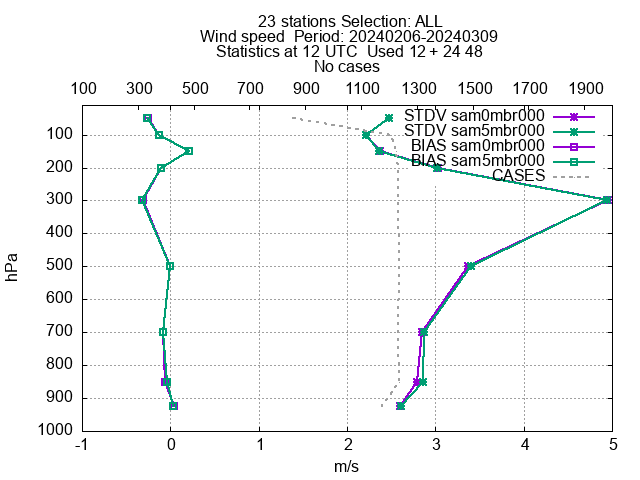 23 stations Selection: ALL
Wind speed  Period: 20240206-20240309
Statistics at 12 UTC  Used 12 + 24 48
No cases
100 300 500 700 900 1100 1300 1500 1700 1900
STDV sam0mbr000
STDV sam5mbr000
BIAS sam0mbr000
BIAS sam5mbr000
CASES
100
200
300
400
500
600
700
800
900
1000
hPa
-1 0 1 2 3 4 5
m/s